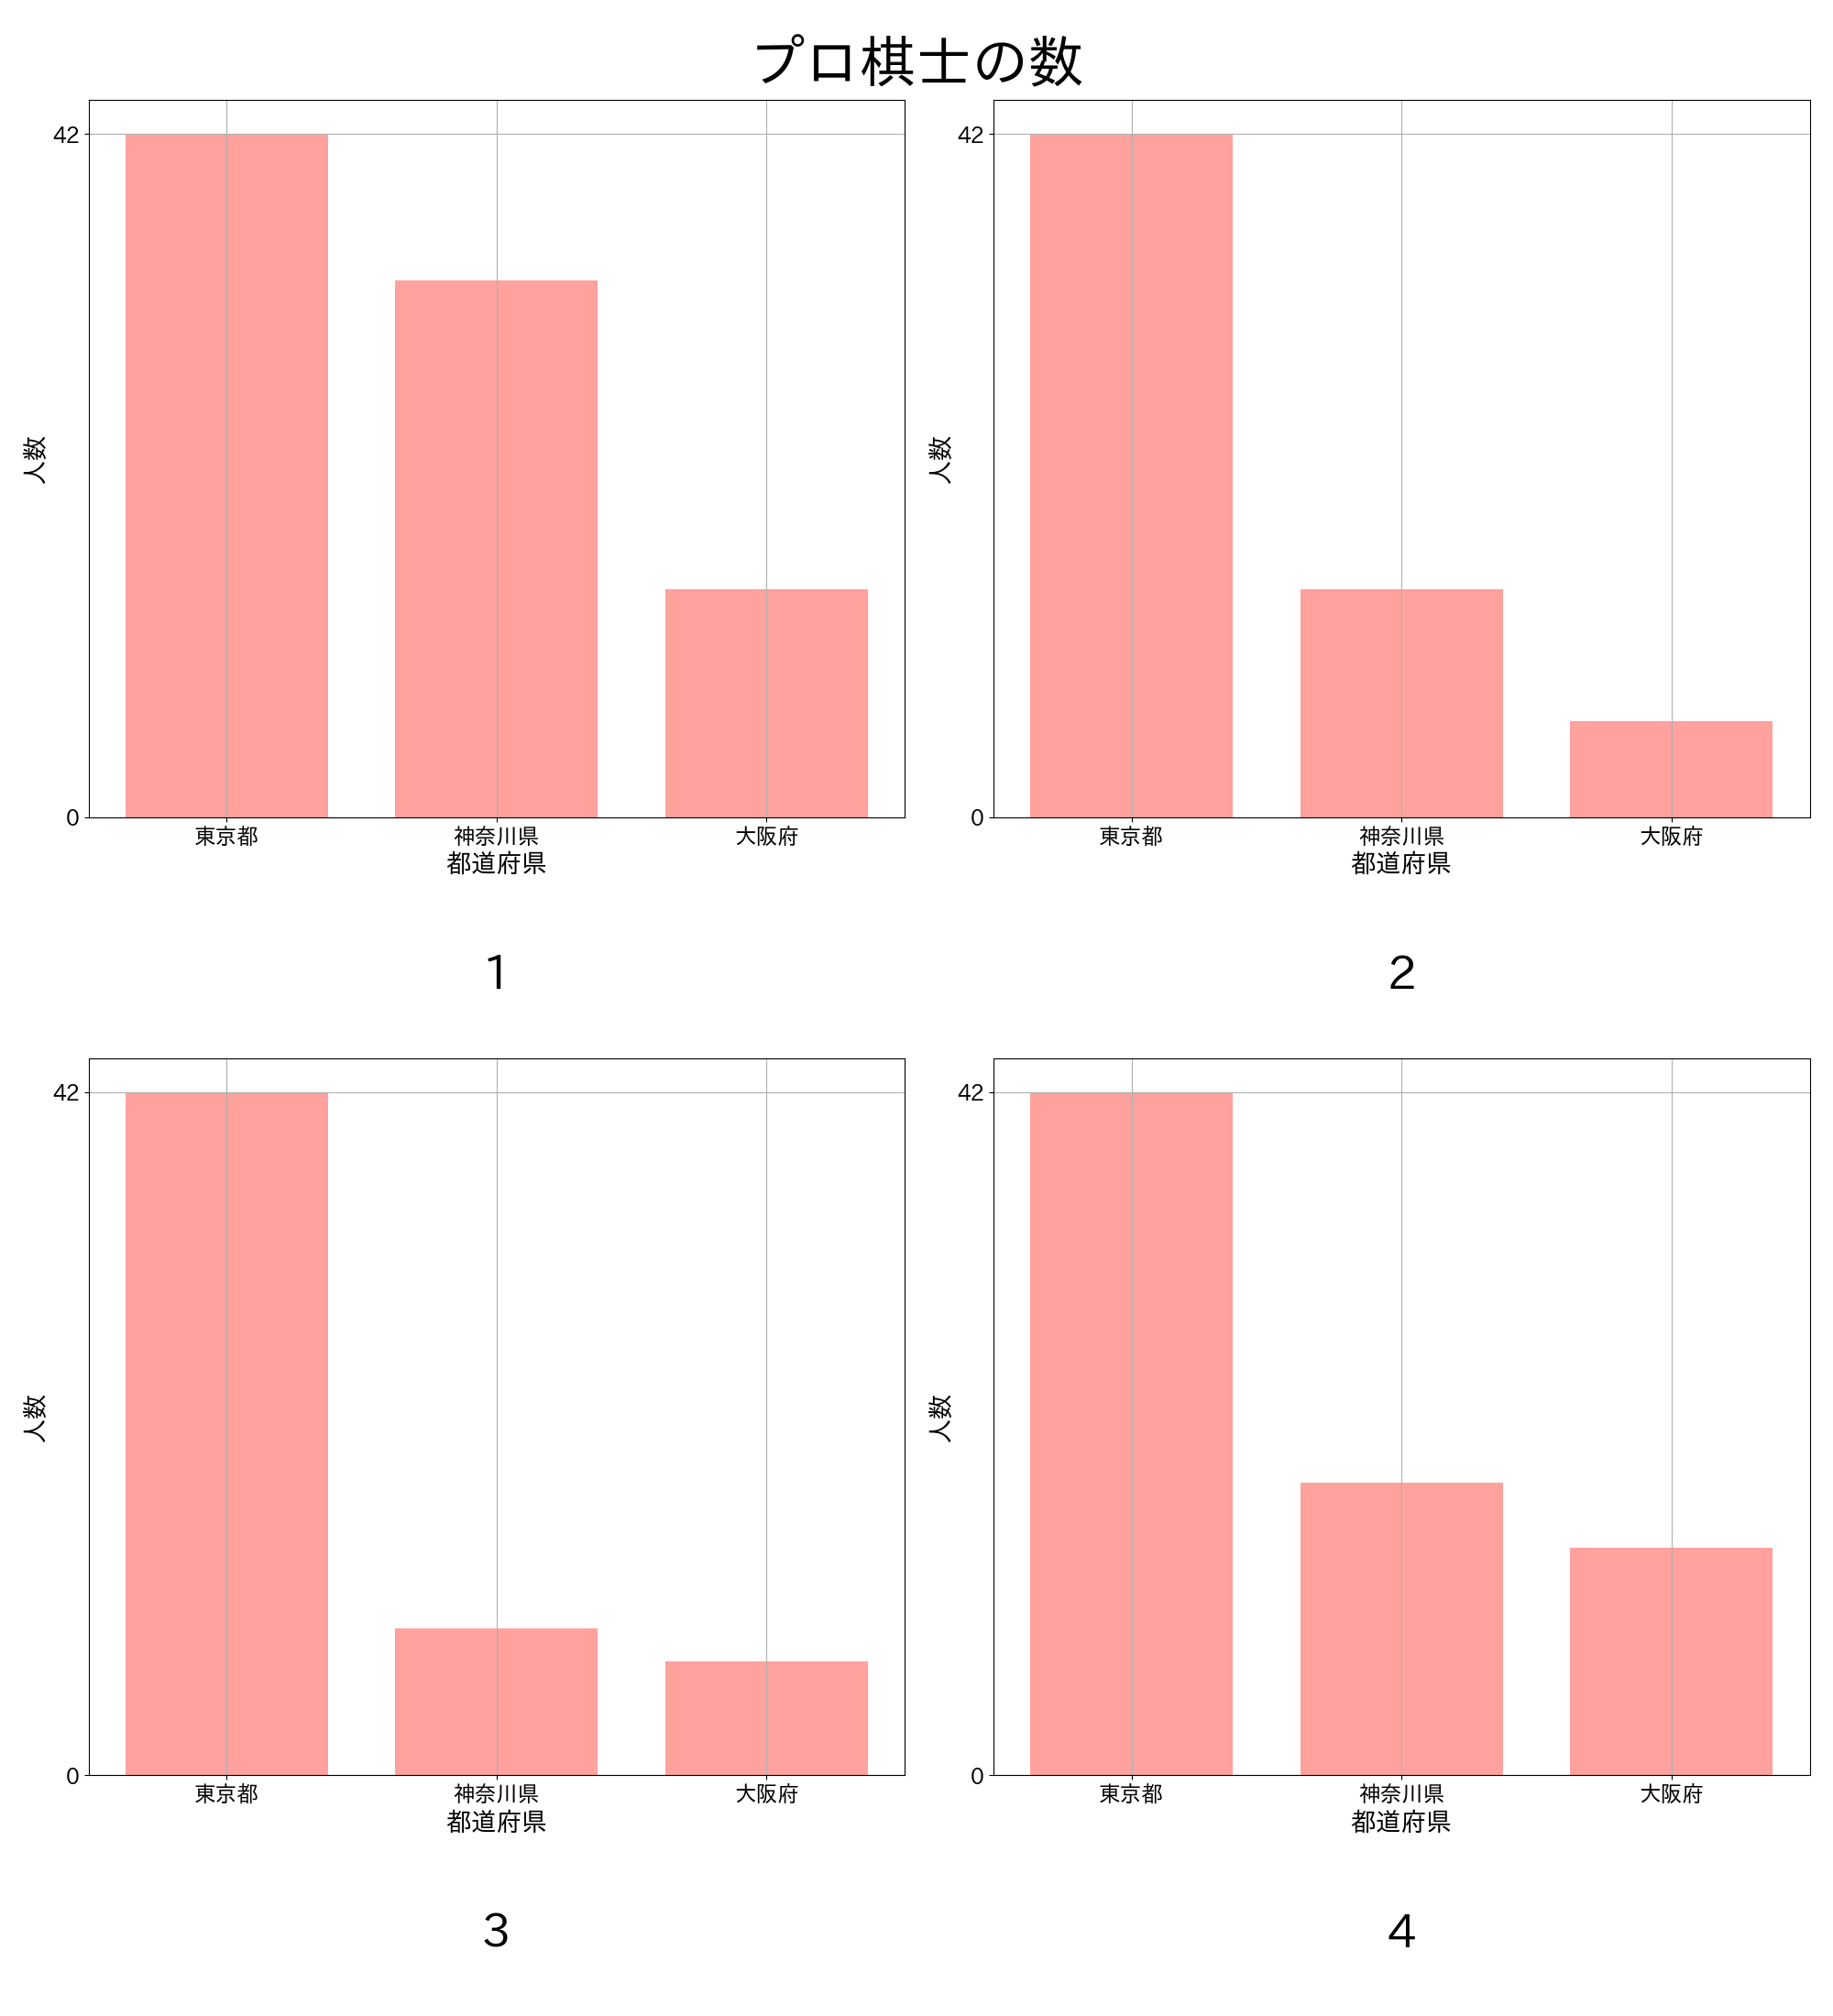 プロ棋士の数
42
0
人数
東京都 神奈川県 大阪府
都道府県
1
42
0
人数
東京都 神奈川県 大阪府
都道府県
2
42
0
人数
東京都 神奈川県 大阪府
都道府県
3
42
0
人数
東京都 神奈川県 大阪府
都道府県
4